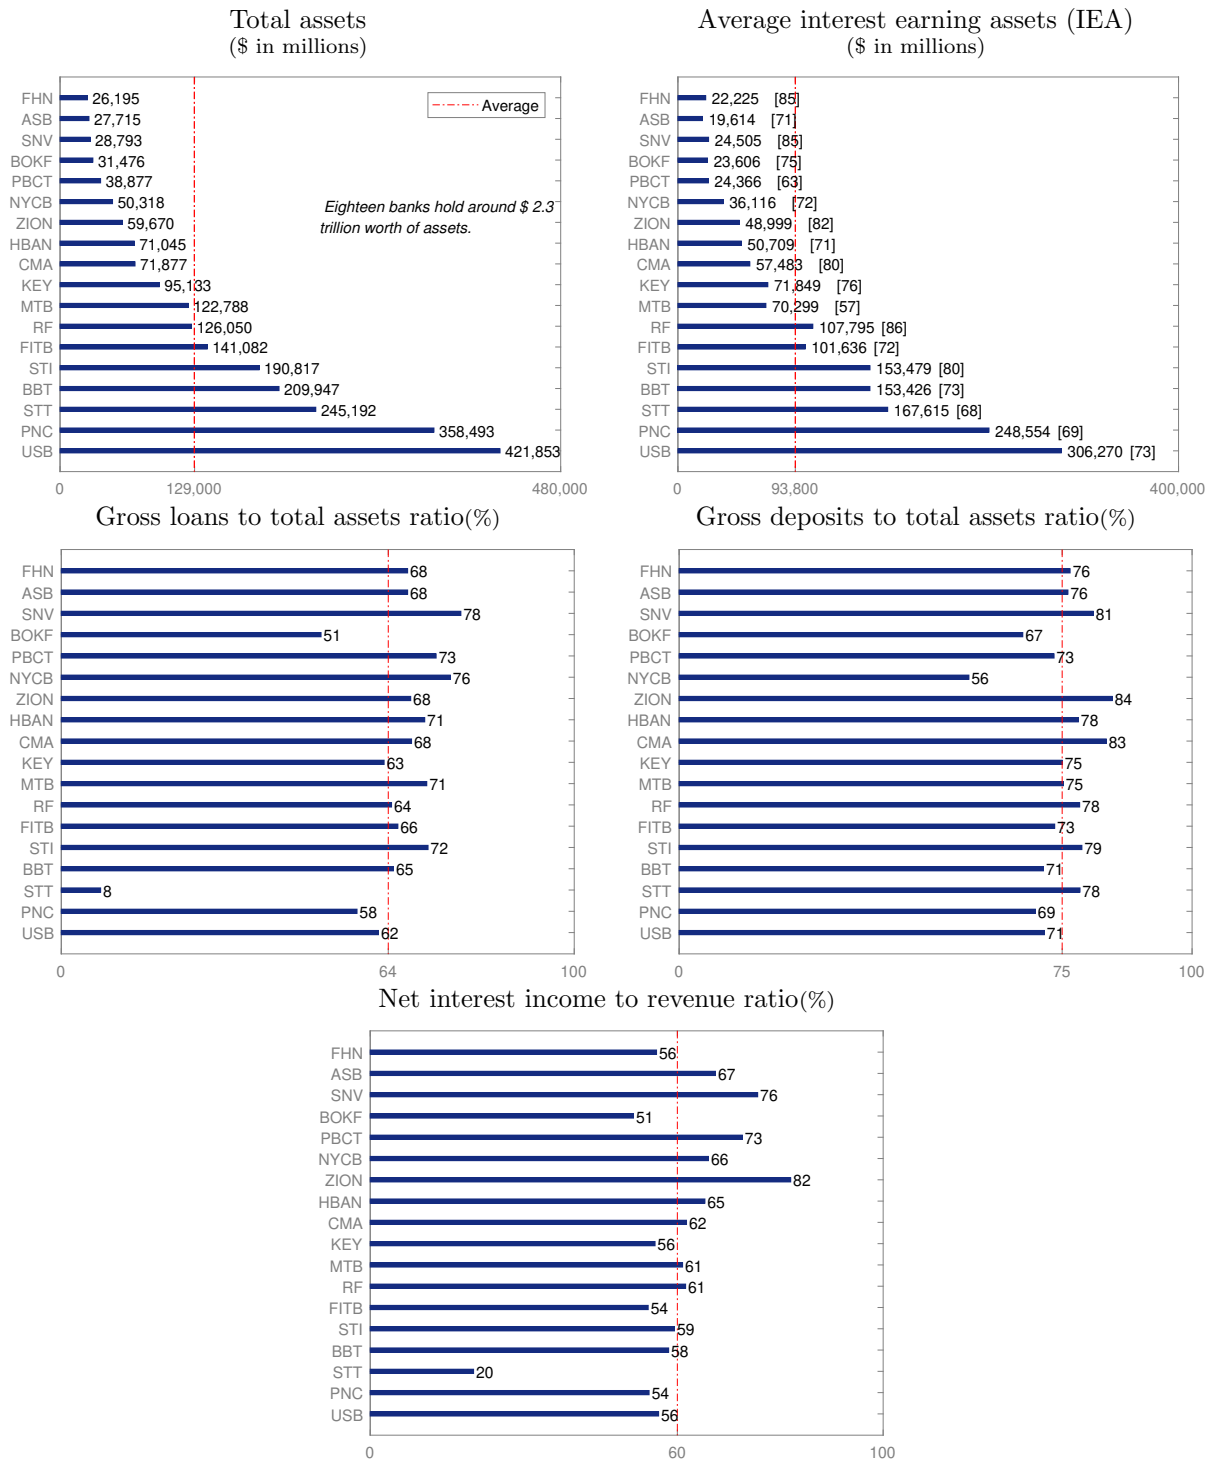 Total assets
($ in millions)
FHN 26,195
Average
ASB 27,715
SNV 28,793
BOKF 31,476
PBCT 38,877
NYCB 50,318
Eighteen banks hold around $ 2.3
trillion worth of assets.
ZION 59,670
HBAN 71,045
CMA 71,877
KEY 95,133
MTB 122,788
RF 126,050
FITB 141,082
STI 190,817
BBT 209,947
STT 245,192
PNC 358,493
USB 421,853
0 129,000 480,000
Average interest earning assets (IEA)
($ in millions)
FHN 22,225 [85]
ASB 19,614 [71]
SNV 24,505 [85]
BOKF 23,606 [75]
PBCT 24,366 [63]
NYCB 36,116 [72]
ZION 48,999 [82]
HBAN 50,709 [71]
CMA 57,483 [80]
KEY 71,849 [76]
MTB 70,299 [57]
RF 107,795 [86]
FITB 101,636 [72]
STI 153,479 [80]
BBT 153,426 [73]
STT 167,615 [68]
PNC 248,554 [69]
USB 306,270 [73]
0 93,800 400,000
Gross loans to total assets ratio(%)
FHN 68
ASB 68
SNV 78
BOKF 51
PBCT 73
NYCB 76
ZION 68
HBAN 71
CMA 68
KEY 63
MTB 71
RF 64
FITB 66
STI 72
BBT 65
STT 8
PNC 58
USB 62
0 64 100
Gross deposits to total assets ratio(%)
FHN 76
ASB 76
SNV 81
BOKF 67
PBCT 73
NYCB 56
ZION 84
HBAN 78
CMA 83
KEY 75
MTB 75
RF 78
FITB 73
STI 79
BBT 71
STT 78
PNC 69
USB 71
0 75 100
Net interest income to revenue ratio(%)
FHN 56
ASB 67
SNV 76
BOKF 51
PBCT 73
NYCB 66
ZION 82
HBAN 65
CMA 62
KEY 56
MTB 61
RF 61
FITB 54
STI 59
BBT 58
STT 20
PNC 54
USB 56
0 60 100